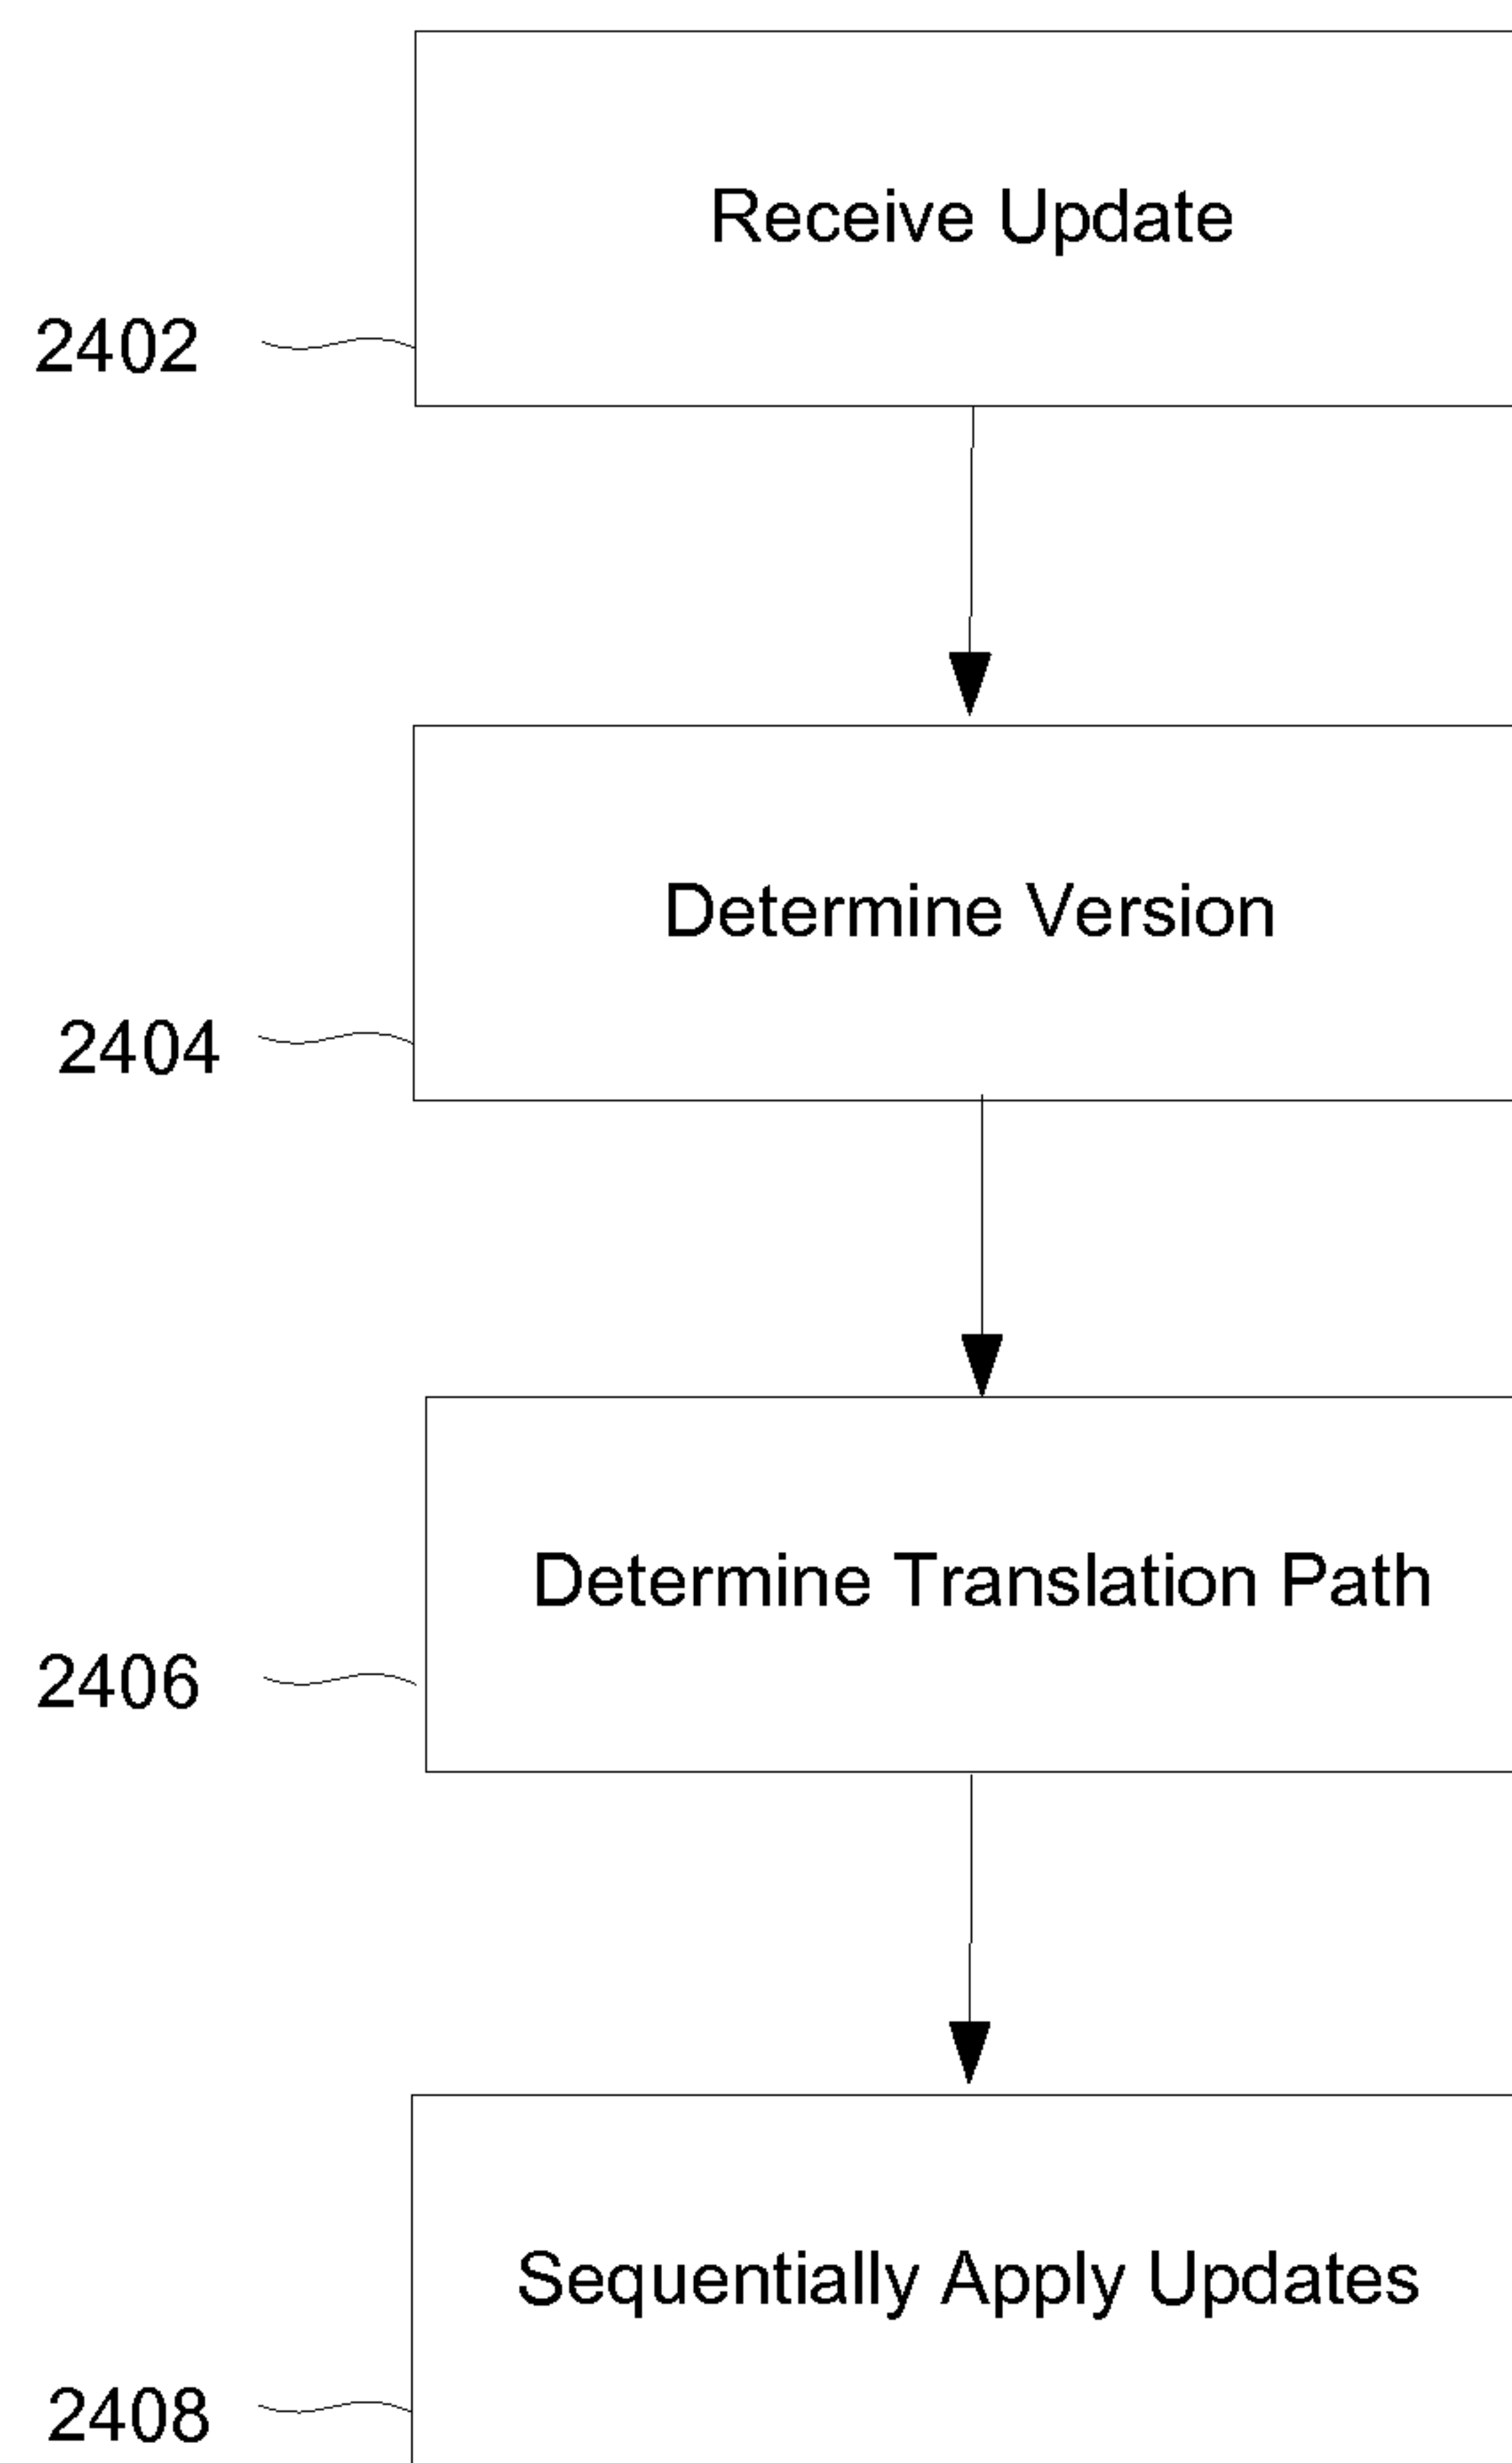 Receive Update
2402
Determine Version
2404
Determine Translation Path
2406
Sequentially Apply Updates
2408